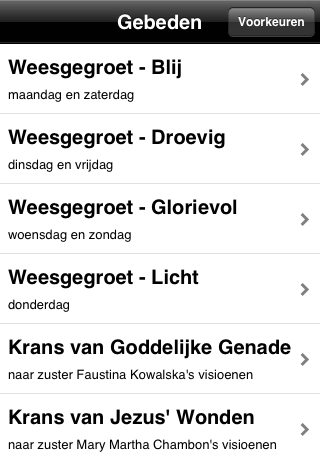 Gebeden
Voorkeuren
Weesgegroet - Blij
maandag en zaterdag
Weesgegroet - Droevig
dinsdag en vrijdag
Weesgegroet - Glorievol
woensdag en zondag
Weesgegroet - Licht
donderdag
Krans van Goddelijke Genade
naar zuster Faustina Kowalska's visioenen
Krans van Jezus' Wonden
naar zuster Mary Martha Chambon's visioenen